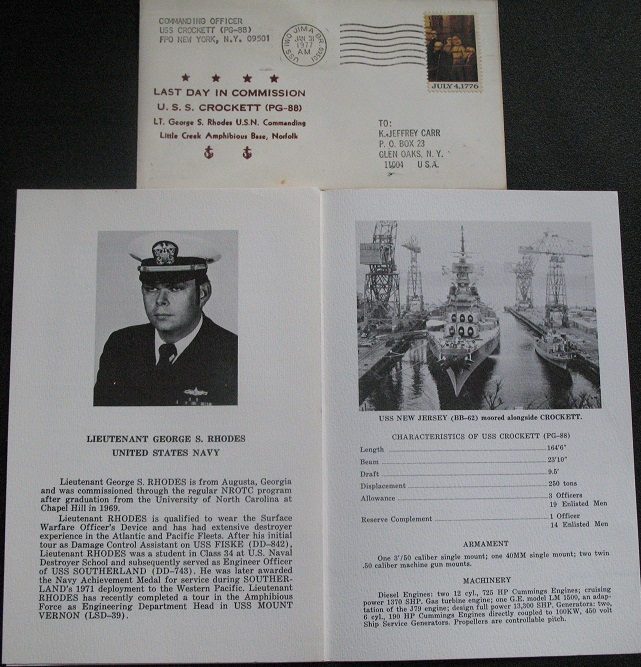 COMMANDING OFFICER
USS CROCKETT (PG-88)
FPO NEW YORK, N.Y. 09501
USS IWO JIMA BR.
JAN 31
1977
AM
JULY 4, 1776
LAST DAY IN COMMISSION
U. S. S. CROCKETT (PG-88)
LT. George S. Rhodes U.S.N. Commanding
Little Creek Amphibious Base, Norfolk
TO:
K. JEFFREY CARR
P. O. BOX 23
GLEN OAKS, N. Y.
11004 U S A.
LIEUTENANT GEORGE S. RHODES
UNITED STATES NAVY
Lieutenant George S. RHODES is from Augusta, Georgia
and was commissioned through the regular NROTC program
after graduation from the University of North Carolina at
Chapel Hill in 1969.
Lieutenant RHODES is qualified to wear the Surface
Warfare Officer's Device and has had extensive destroyer
experience in the Atlantic and Pacific Fleets. After his initial
tour as Damage Control Assistant on USS FISKE (DD-842),
Lieutenant RHODES was a student in Class 34 at U.S. Naval
Destroyer School and subsequently served as Engineer Officer
of USS SOUTHERLAND (DD-743). He was later awarded
the Navy Achievement Medal for service during SOUTHER-
LAND's 1971 deployment to the Western Pacific. Lieutenant
RHODES has recently completed a tour in the Amphibious
Force as Engineering Department Head in USS MOUNT
VERNON (LSD-39).
USS NEW JERSEY (BB-62) moored alongside CROCKETT.
CHARACTERISTICS OF USS CROCKETT (PG-88)
Length 164'6"
Beam 23'10"
Draft 9.5'
Displacement 250 tons
Allowance 3 Officers
19 Enlisted Men
Reserve Complement 1 Officer
14 Enlisted Men
ARMAMENT
One 3'/50 caliber single mount; one 40MM single mount; two twin
.50 caliber machine gun mounts.
MACHINERY
Diesel Engines: two 12 cyl., 725 HP Cummings Engines; cruising
power 1370 SHP. Gas turbine engine; one G.E. model LM 1500, an adap-
tation of the J79 engine; design full power 13,300 SHP. Generators: two,
6 cyl., 190 HP Cummings Engines directly coupled to 100KW, 450 volt
Ship Service Generators. Propellers are controllable pitch.